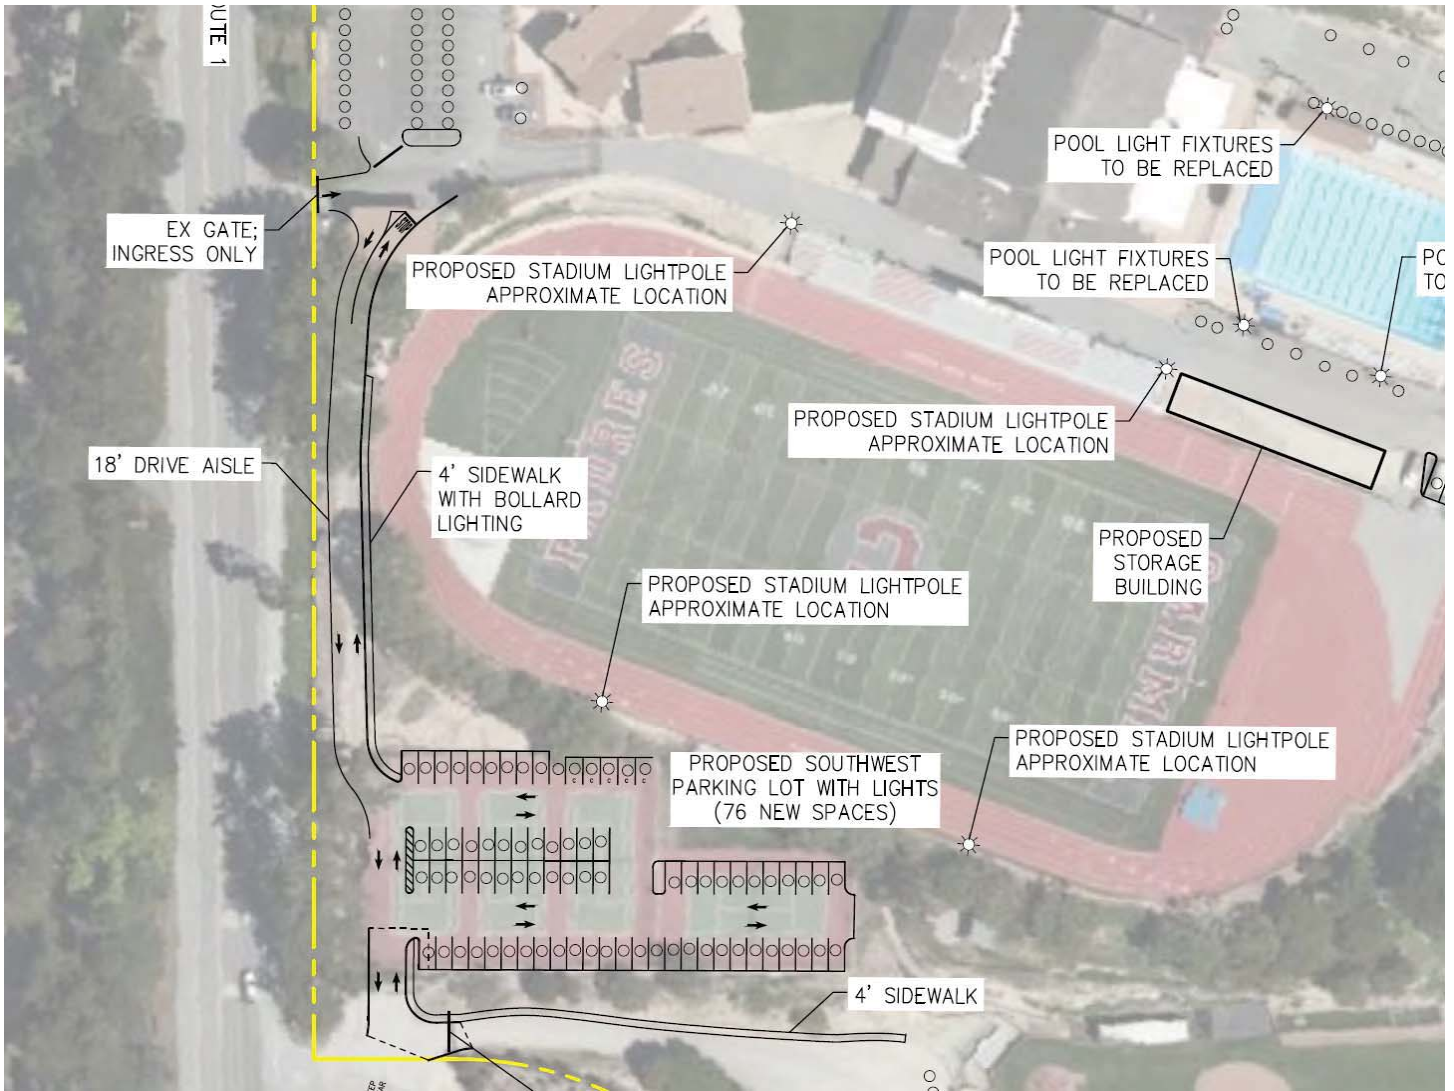 OUTE 1
POOL LIGHT FIXTURES
TO BE REPLACED
EX GATE;
INGRESS ONLY
PROPOSED STADIUM LIGHTPOLE
APPROXIMATE LOCATION
POOL LIGHT FIXTURES
TO BE REPLACED
PO
TO
PROPOSED STADIUM LIGHTPOLE
APPROXIMATE LOCATION
18' DRIVE AISLE
4' SIDEWALK
WITH BOLLARD
LIGHTING
PADRES
C
PROPOSED
STORAGE
BUILDING
CARMEL
PROPOSED STADIUM LIGHTPOLE
APPROXIMATE LOCATION
PROPOSED STADIUM LIGHTPOLE
APPROXIMATE LOCATION
PROPOSED SOUTHWEST
PARKING LOT WITH LIGHTS
(76 NEW SPACES)
C C C C C
4' SIDEWALK